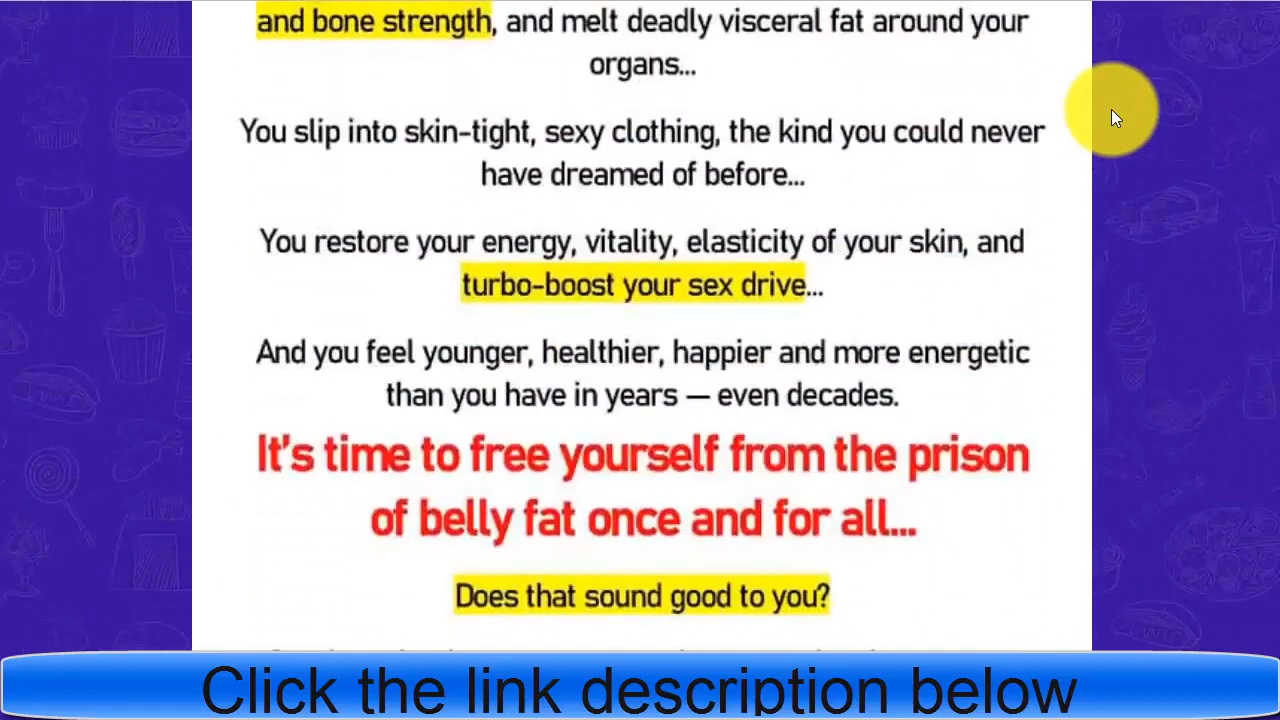 and bone strength, and melt deadly visceral fat around your
organs...
You slip into skin-tight, sexy clothing, the kind you could never
have dreamed of before...
You restore your energy, vitality, elasticity of your skin, and
turbo-boost your sex drive...
And you feel younger, healthier, happier and more energetic
than you have in years — even decades.
It's time to free yourself from the prison
of belly fat once and for all...
Does that sound good to you?
Click the link description below